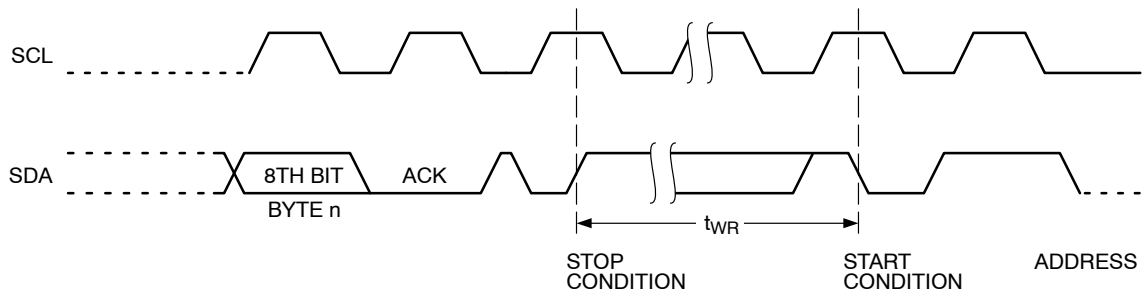 SCL
SDA
8TH BIT
ACK
BYTE n
tWR
STOP
CONDITION
START
CONDITION
ADDRESS